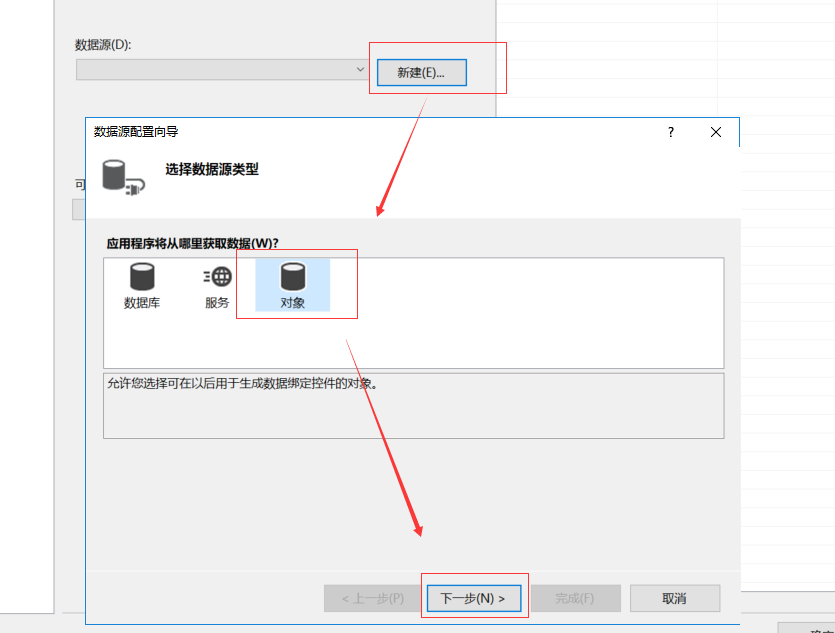 数据源(D):
新建(E)...
数据源配置向导
?
选择数据源类型
可
应用程序将从哪里获取数据(W)?
数据库
服务
对象
允许您选择可在以后用于生成数据绑定控件的对象。
< 上一步(P)
下一步(N) >
完成(F)
取消